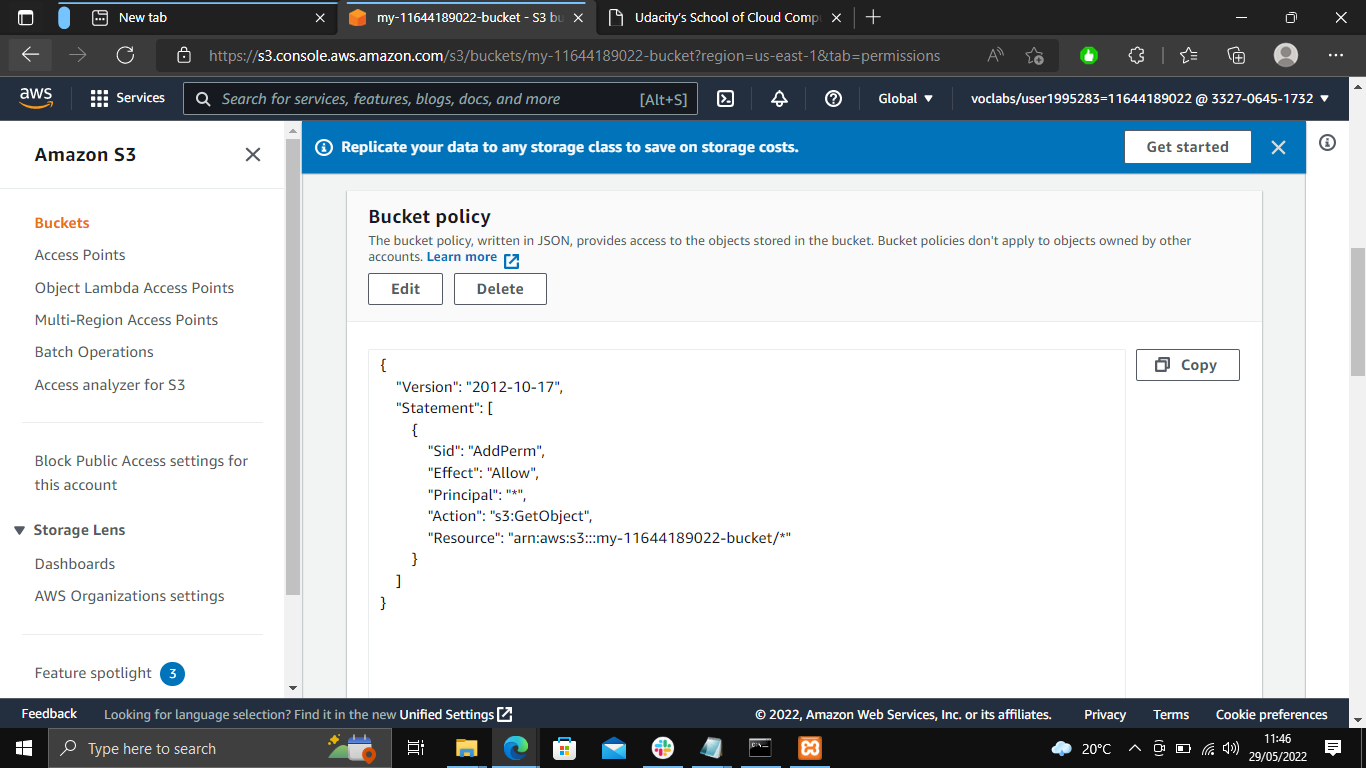 New tab
my-11644189022-bucket - S3 bu
Udacity's School of Cloud Comp
https://s3.console.aws.amazon.com/s3/buckets/my-11644189022-bucket?region=us-east-1&tab=permissions
aws
Services
Search for services, features, blogs, docs, and more
[Alt+S]
Global
voclabs/user1995283=11644189022 @ 3327-0645-1732
Amazon S3
Buckets
Access Points
Object Lambda Access Points
Multi-Region Access Points
Batch Operations
Access analyzer for S3
Block Public Access settings for
this account
Storage Lens
Dashboards
AWS Organizations settings
Feature spotlight 3
Replicate your data to any storage class to save on storage costs.
Get started
Bucket policy
The bucket policy, written in JSON, provides access to the objects stored in the bucket. Bucket policies don't apply to objects owned by other
accounts. Learn more
Edit
Delete
Copy
{
"Version": "2012-10-17",
"Statement": [
{
"Sid": "AddPerm",
"Effect": "Allow",
"Principal": "*",
"Action": "s3:GetObject",
"Resource": "arn:aws:s3:::my-11644189022-bucket/*"
}
]
}
Feedback
Looking for language selection? Find it in the new Unified Settings
© 2022, Amazon Web Services, Inc. or its affiliates.
Privacy
Terms
Cookie preferences
Type here to search
20°C
11:46
29/05/2022